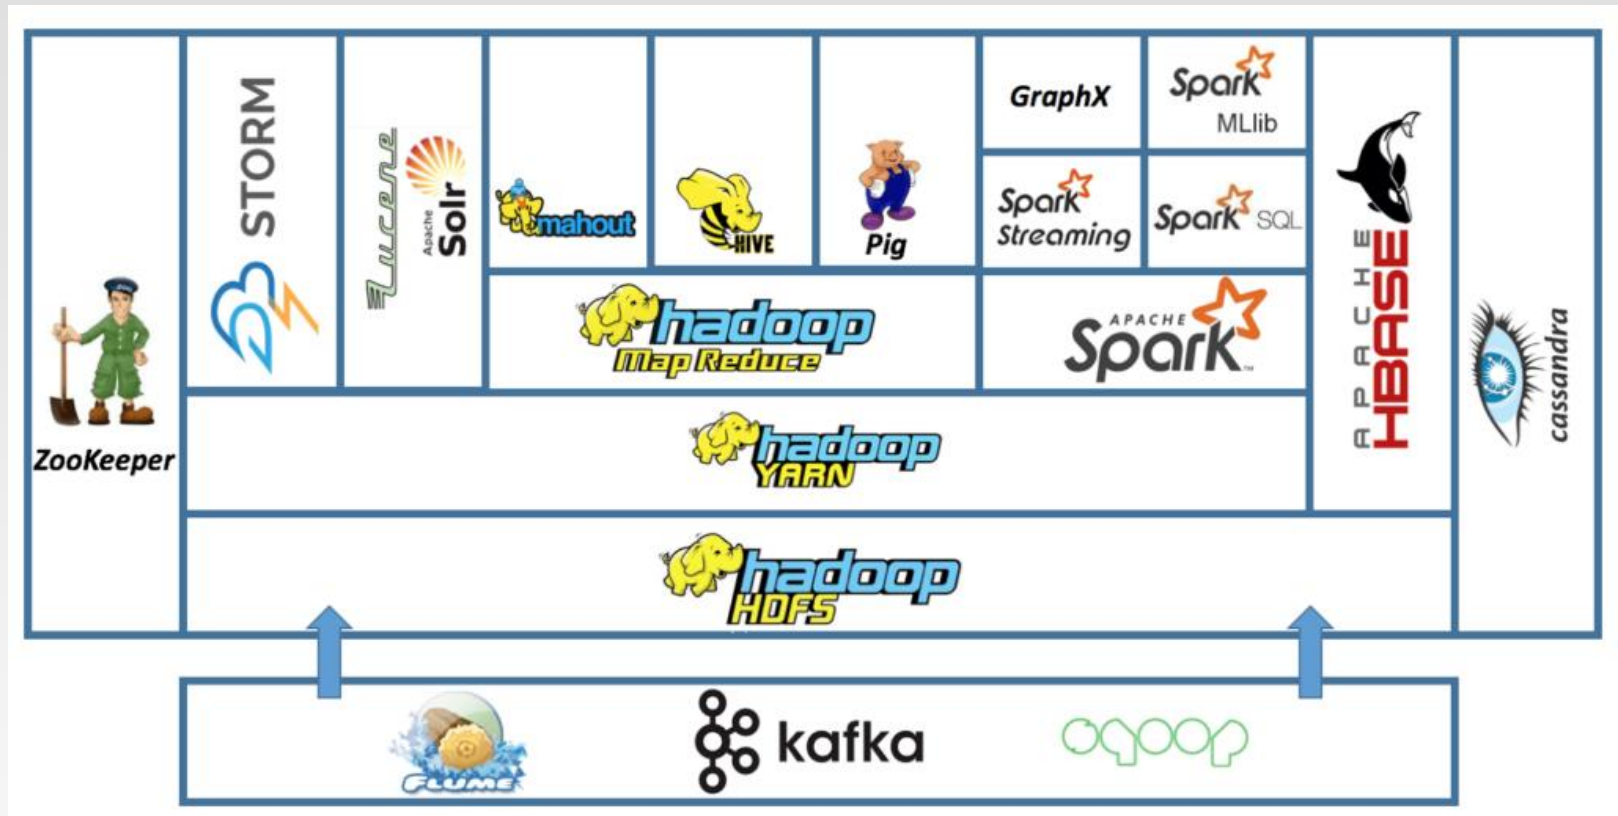 ZooKeeper
STORM
Lucene
Apache
Solr
mahout
HIVE
Pig
GraphX
Spark
MLlib
Spark
Streaming
Spark SQL
hadoop
Map Reduce
APACHE
Spark™
APACHE
HBASE
cassandra
hadoop
YARN
hadoop
HDFS
FLUME
kafka
sqoop